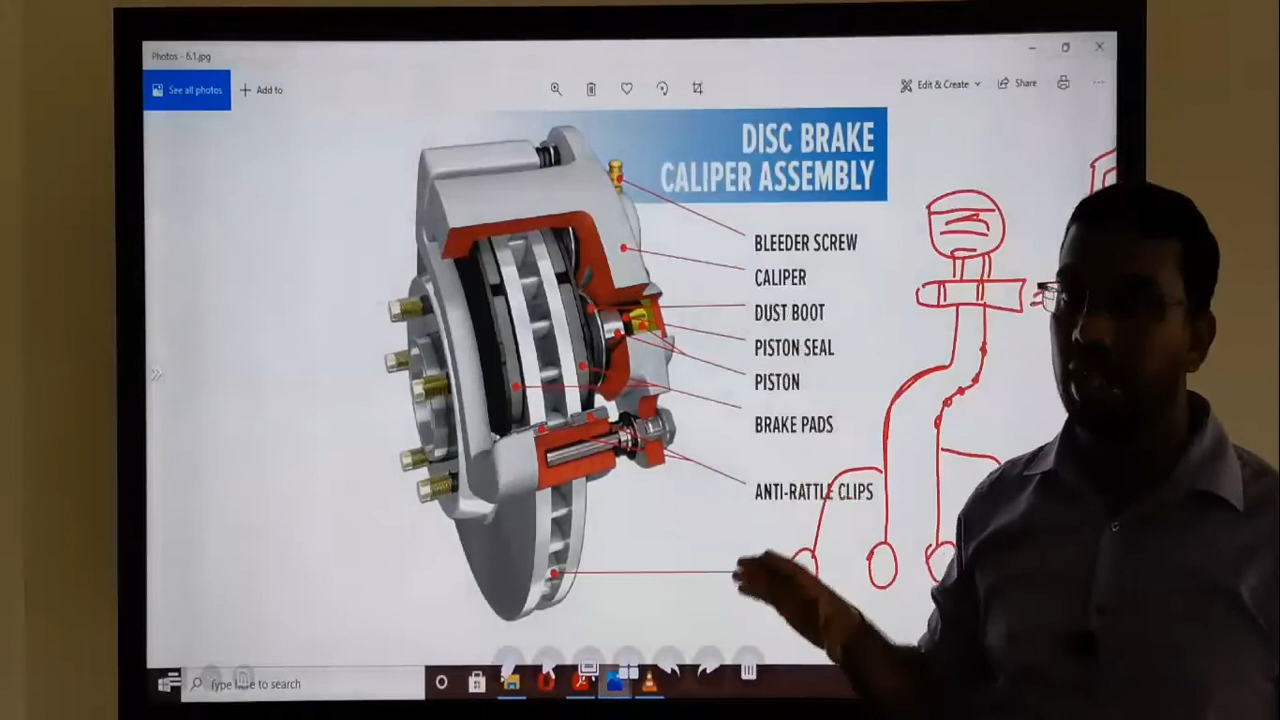 Photos - 6.1.jpg
See all photos
Add to
Edit & Create
Share
DISC BRAKE
CALIPER ASSEMBLY
BLEEDER SCREW
CALIPER
DUST BOOT
PISTON SEAL
PISTON
BRAKE PADS
ANTI-RATTLE CLIPS
Type here to search